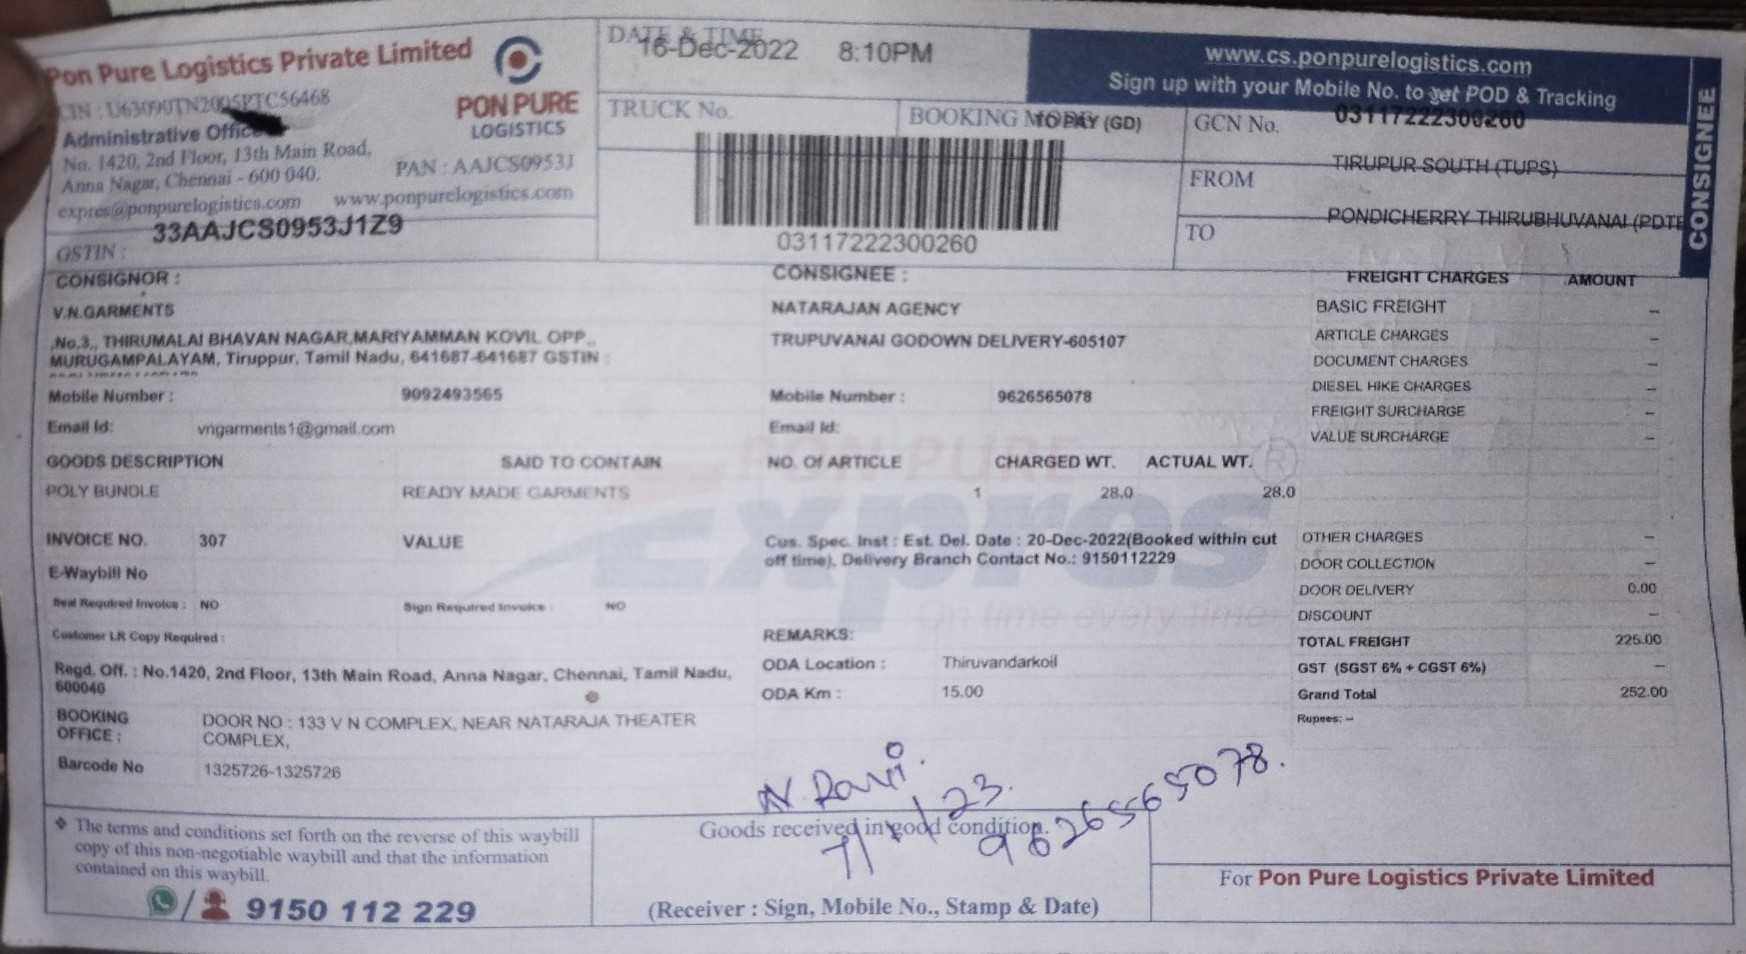 Pon Pure Logistics Private Limited
CIN : U63090TN2005PTC56468
Administrative Office
No. 1420, 2nd Floor, 13th Main Road,
Anna Nagar, Chennai - 600 040.
expres@ponpurelogistics.com www.ponpurelogistics.com
PON PURE
LOGISTICS
PAN : AAJCS0953J
GSTIN : 33AAJCS0953J1Z9
DATE & TIME 16-Dec-2022 8:10PM
TRUCK No.
BOOKING MODE TO PAY (GD)
03117222300260
www.cs.ponpurelogistics.com
Sign up with your Mobile No. to get POD & Tracking
GCN No. 03117222300260
FROM TIRUPUR SOUTH (TUPS)
TO PONDICHERRY THIRUBHUVANAI (PDTE
CONSIGNEE
CONSIGNOR :
V.N.GARMENTS
No.3,, THIRUMALAI BHAVAN NAGAR,MARIYAMMAN KOVIL OPP,,
MURUGAMPALAYAM, Tiruppur, Tamil Nadu, 641687-641687 GSTIN :
Mobile Number : 9092493565
Email Id: vngarments1@gmail.com
CONSIGNEE :
NATARAJAN AGENCY
TRUPUVANAI GODOWN DELIVERY-605107
Mobile Number : 9626565078
Email Id:
GOODS DESCRIPTION SAID TO CONTAIN NO. Of ARTICLE CHARGED WT. ACTUAL WT.
POLY BUNDLE READY MADE GARMENTS 1 28.0 28.0
PON PURE
Expres ®
On time every time
INVOICE NO. 307 VALUE
E-Waybill No
Seal Required Invoice : NO Sign Required Invoice : NO
Customer LR Copy Required :
Cus. Spec. Inst : Est. Del. Date : 20-Dec-2022(Booked within cut
off time), Delivery Branch Contact No.: 9150112229
REMARKS:
ODA Location : Thiruvandarkoil
ODA Km : 15.00
Regd. Off. : No.1420, 2nd Floor, 13th Main Road, Anna Nagar, Chennai, Tamil Nadu,
600040
BOOKING OFFICE : DOOR NO : 133 V N COMPLEX, NEAR NATARAJA THEATER
COMPLEX,
Barcode No 1325726-1325726
FREIGHT CHARGES AMOUNT
BASIC FREIGHT –
ARTICLE CHARGES –
DOCUMENT CHARGES –
DIESEL HIKE CHARGES –
FREIGHT SURCHARGE –
VALUE SURCHARGE –
OTHER CHARGES –
DOOR COLLECTION –
DOOR DELIVERY 0.00
DISCOUNT –
TOTAL FREIGHT 225.00
GST (SGST 6% + CGST 6%) –
Grand Total 252.00
Rupees: –
❖ The terms and conditions set forth on the reverse of this waybill
copy of this non-negotiable waybill and that the information
contained on this waybill.
/ 9150 112 229
N. Ravi.
Goods received in good condition.
7/1/23.
9626565078.
(Receiver : Sign, Mobile No., Stamp & Date)
For Pon Pure Logistics Private Limited